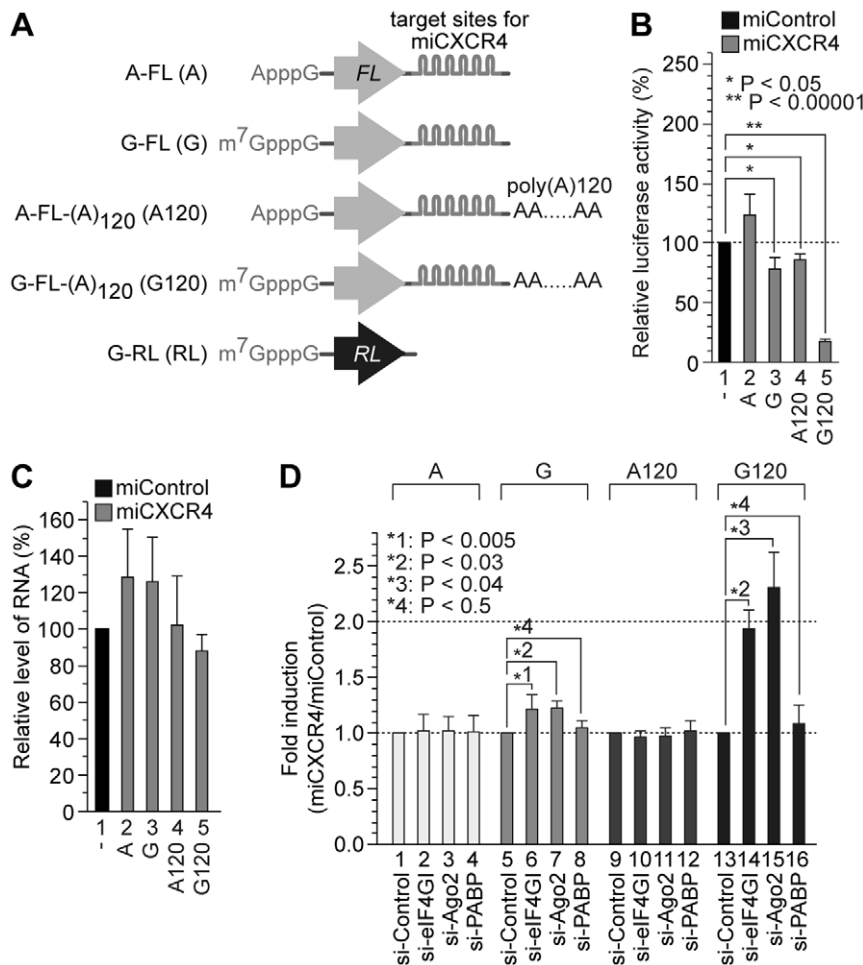 A
target sites for
miCXCR4
A-FL (A) ApppG FL
G-FL (G) m7GpppG
poly(A)120
A-FL-(A)120 (A120) ApppG AA.....AA
G-FL-(A)120 (G120) m7GpppG AA.....AA
G-RL (RL) m7GpppG RL
B
miControl
miCXCR4
Relative luciferase activity (%)
* P < 0.05
** P < 0.00001
250
200
150
100
50
0
**
*
*
1 2 3 4 5
- A G A120 G120
C
miControl
miCXCR4
Relative level of RNA (%)
160
140
120
100
80
60
40
20
0
1 2 3 4 5
- A G A120 G120
D
A G A120 G120
Fold induction
(miCXCR4/miControl)
*1: P < 0.005
*2: P < 0.03
*3: P < 0.04
*4: P < 0.5
2.5
2.0
1.5
1.0
0.5
0.0
*4
*2
*1
*4
*3
*2
1 2 3 4 5 6 7 8 9 10 11 12 13 14 15 16
si-Control si-eIF4GI si-Ago2 si-PABP si-Control si-eIF4GI si-Ago2 si-PABP si-Control si-eIF4GI si-Ago2 si-PABP si-Control si-eIF4GI si-Ago2 si-PABP